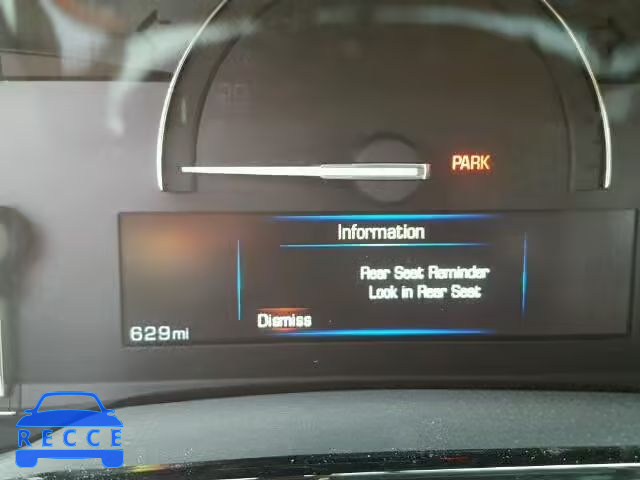 PARK
Information
Rear Seat Reminder
Look in Rear Seat
Dismiss
629mi
RECCE